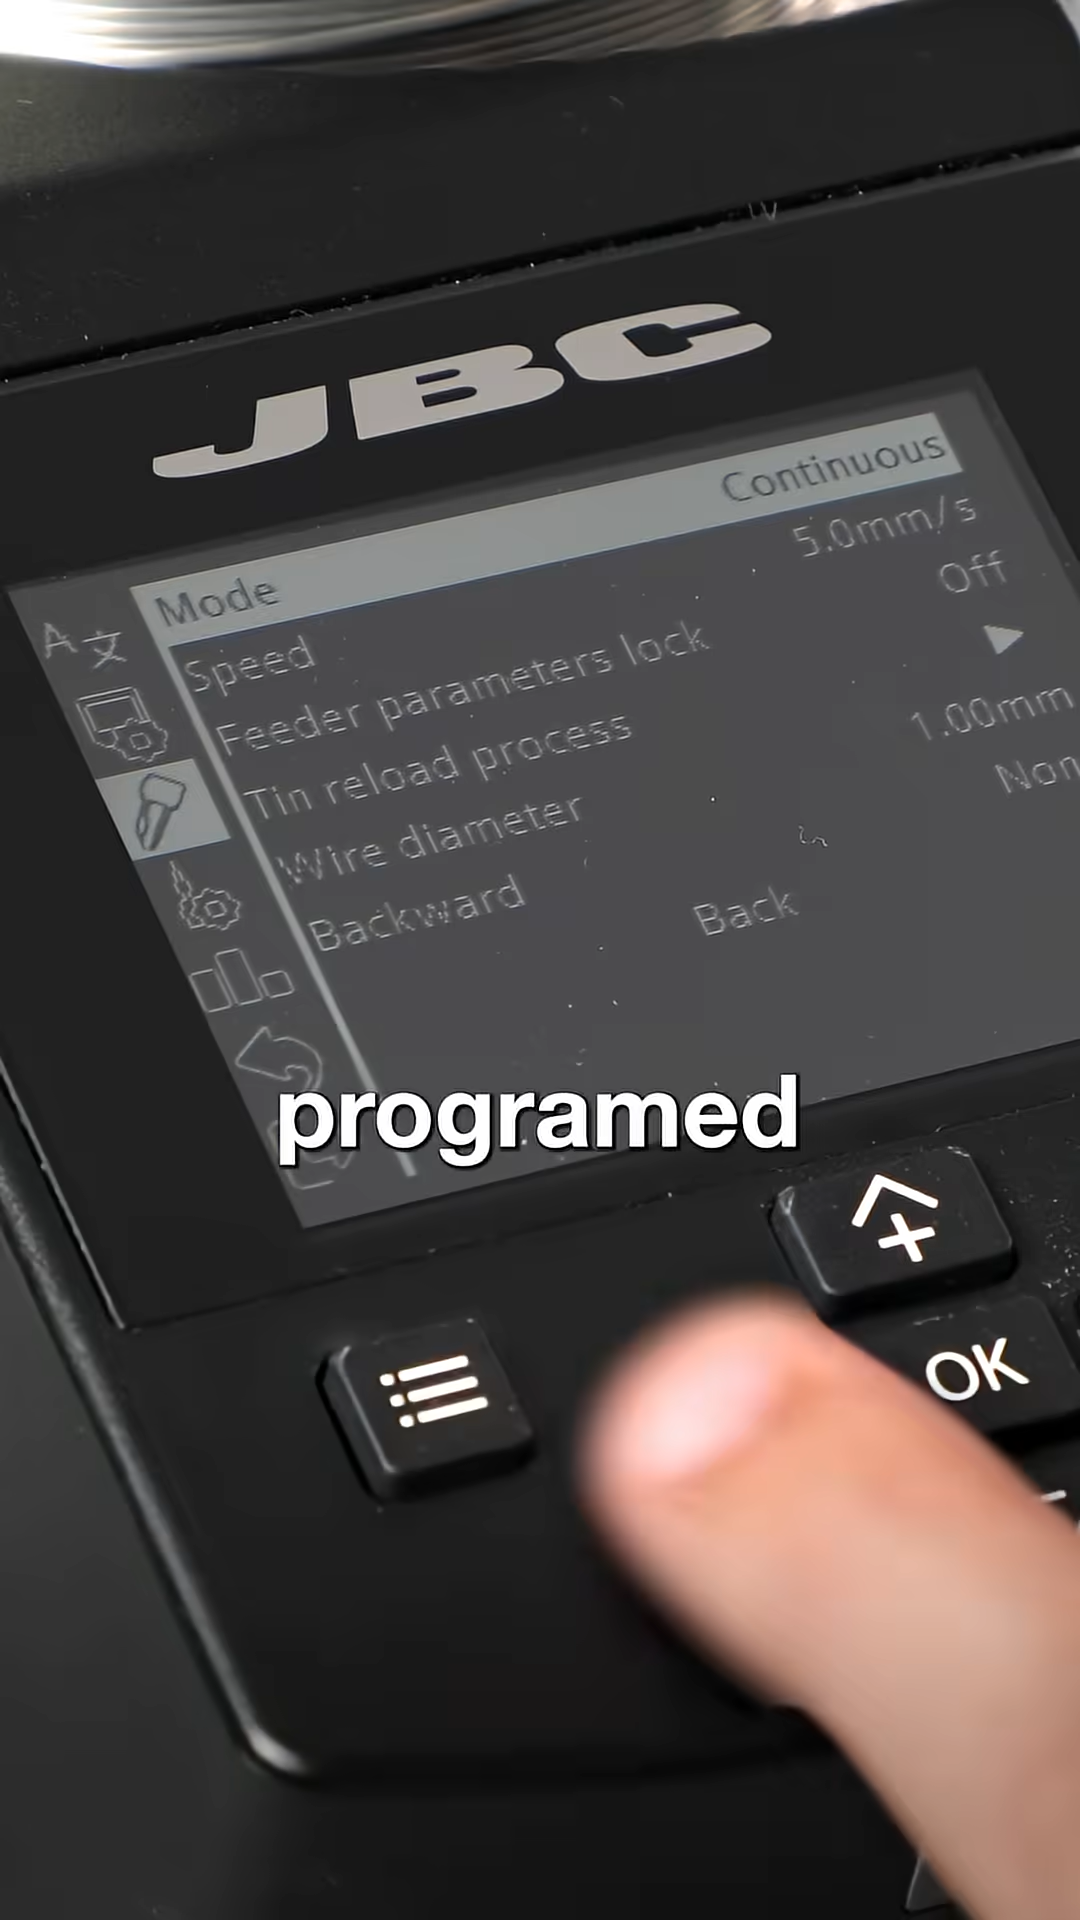 JBC
Mode Continuous
Speed 5.0mm/s
Feeder parameters lock Off
Tin reload process
Wire diameter 1.00mm
Backward
Back
programed
OK